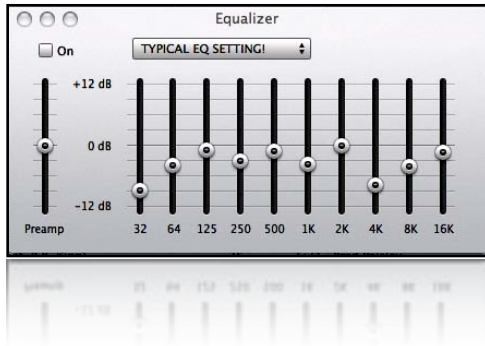 Equalizer
On
TYPICAL EQ SETTING!
+12 dB
0 dB
-12 dB
Preamp 32 64 125 250 500 1K 2K 4K 8K 16K